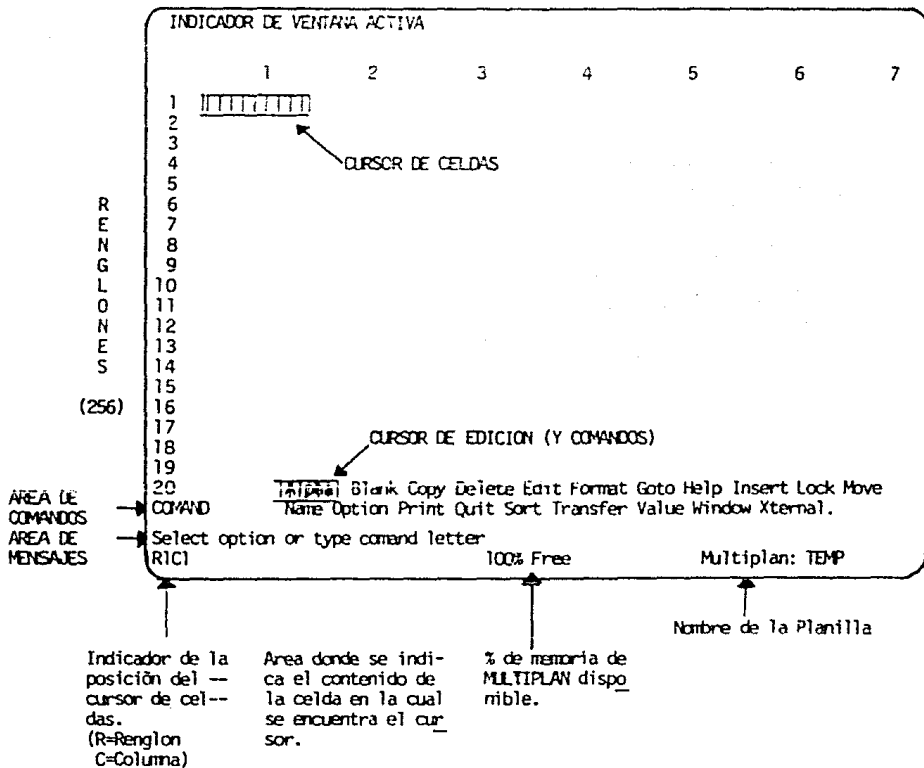 INDICADOR DE VENTANA ACTIVA
1 2 3 4 5 6 7
1
2
3
CURSOR DE CELDAS
4
5
R 6
E 7
N 8
G 9
L 10
O 11
N 12
E 13
S 14
15
(256) 16
17
CURSOR DE EDICION (Y COMANDOS)
18
19
20 Alpha Blank Copy Delete Edit Format Goto Help Insert Lock Move
AREA DE COMANDOS
COMAND Name Option Print Quit Sort Transfer Value Window Xternal.
AREA DE MENSAJES
Select option or type comand letter
R1C1 100% Free Multiplan: TEMP
Nombre de la Planilla
Indicador de la
posición del --
cursor de cel--
das.
(R=Renglon
C=Columna)
Area donde se indi-
ca el contenido de
la celda en la cual
se encuentra el cur
sor.
% de memoria de
MULTIPLAN dispo
nible.